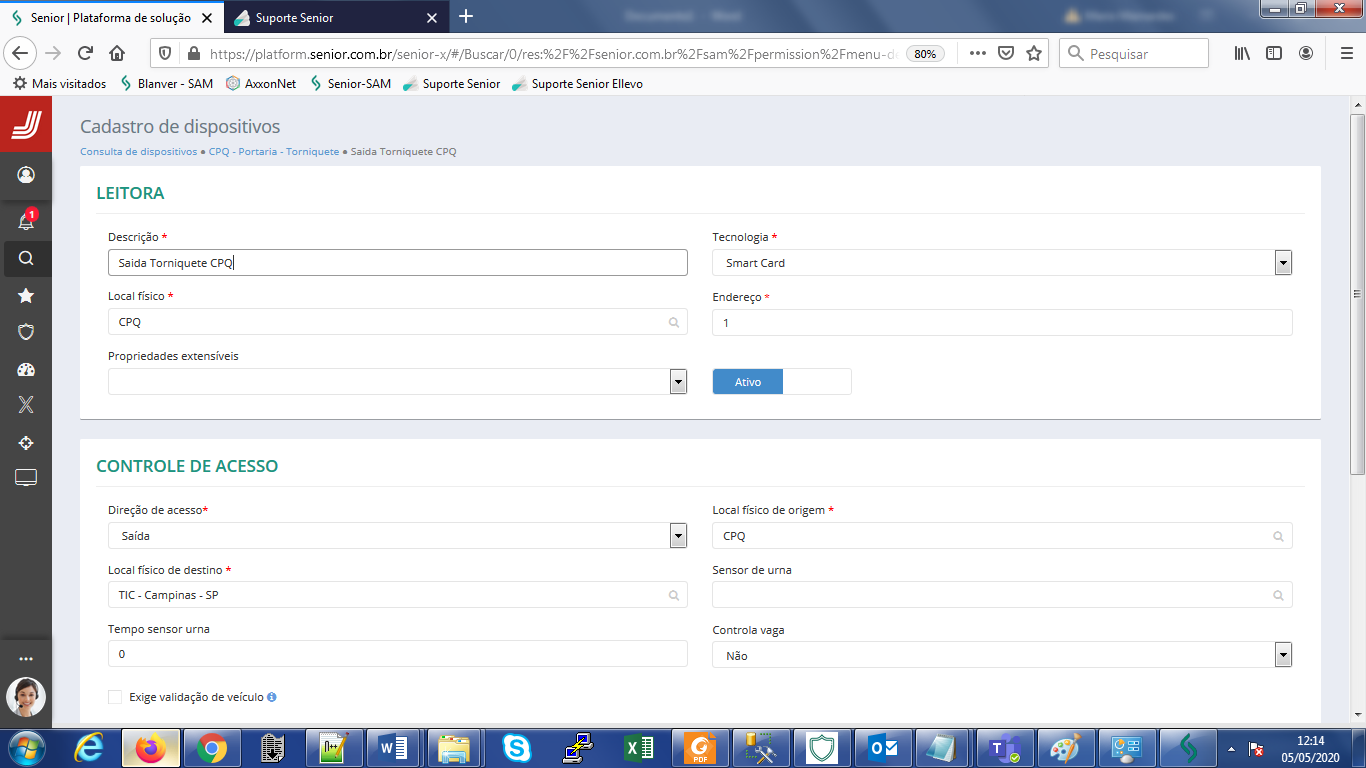 Senior | Plataforma de solução
Suporte Senior
https://platform.senior.com.br/senior-x/#/Buscar/0/res:%2F%2Fsenior.com.br%2Fsam%2Fpermission%2Fmenu-de
80%
Pesquisar
Mais visitados
Blanver - SAM
AxxonNet
Senior-SAM
Suporte Senior
Suporte Senior Ellevo
Cadastro de dispositivos
Consulta de dispositivos ● CPQ - Portaria - Torniquete ● Saida Torniquete CPQ
1
LEITORA
Descrição *
Tecnologia *
Saida Torniquete CPQ
Smart Card
Local físico *
Endereço *
CPQ
1
Propriedades extensíveis
Ativo
CONTROLE DE ACESSO
Direção de acesso*
Local físico de origem *
Saída
CPQ
Local físico de destino *
Sensor de urna
TIC - Campinas - SP
Tempo sensor urna
Controla vaga
0
Não
Exige validação de veículo
12:14
05/05/2020